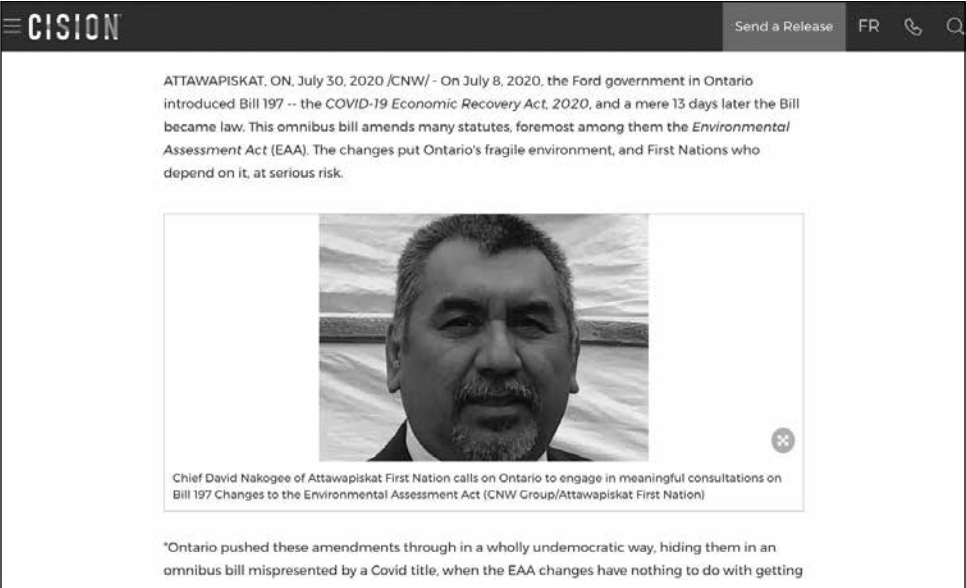 CISION
Send a Release
FR
ATTAWAPISKAT, ON, July 30, 2020 /CNW/ - On July 8, 2020, the Ford government in Ontario
introduced Bill 197 -- the COVID-19 Economic Recovery Act, 2020, and a mere 13 days later the Bill
became law. This omnibus bill amends many statutes, foremost among them the Environmental
Assessment Act (EAA). The changes put Ontario's fragile environment, and First Nations who
depend on it, at serious risk.
Chief David Nakogee of Attawapiskat First Nation calls on Ontario to engage in meaningful consultations on
Bill 197 Changes to the Environmental Assessment Act (CNW Group/Attawapiskat First Nation)
"Ontario pushed these amendments through in a wholly undemocratic way, hiding them in an
omnibus bill mispresented by a Covid title, when the EAA changes have nothing to do with getting